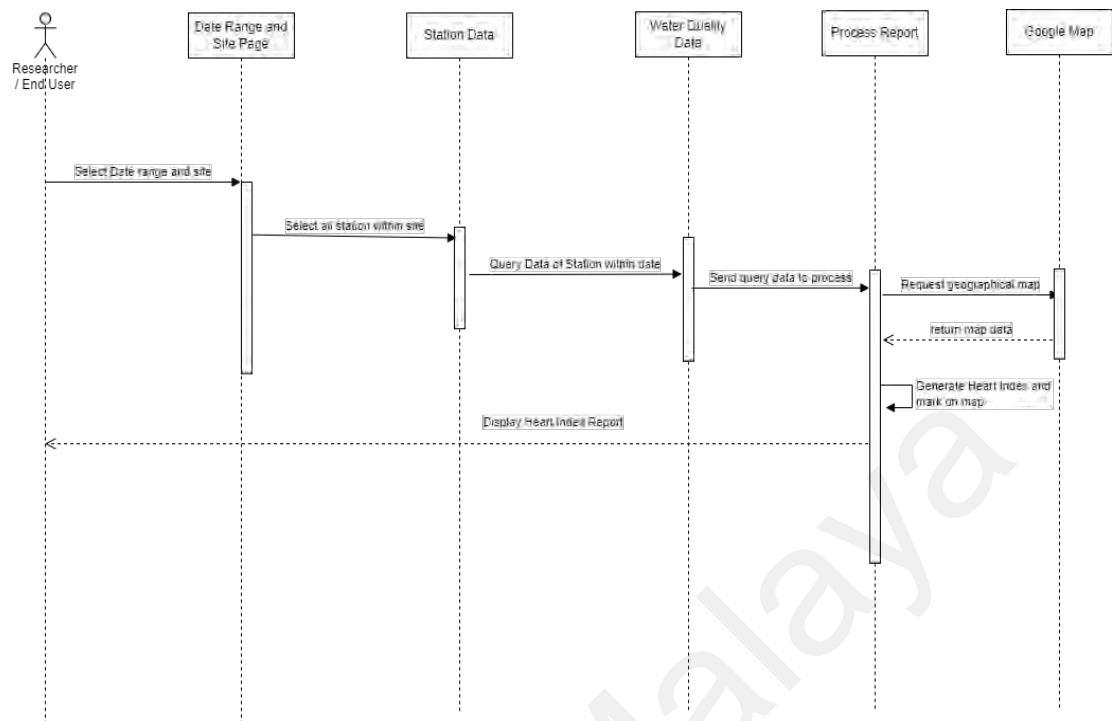 Date Range and
Site Page
Station Data
Water Quality
Data
Process Report
Google Map
Researcher
/ End User
Select Date range and site
Select all station within site
Query Data of Station within date
Send query data to process
Request geographical map
return map data
Generate Heart Index and
mark on map
Display Heart Index Report
Malaya